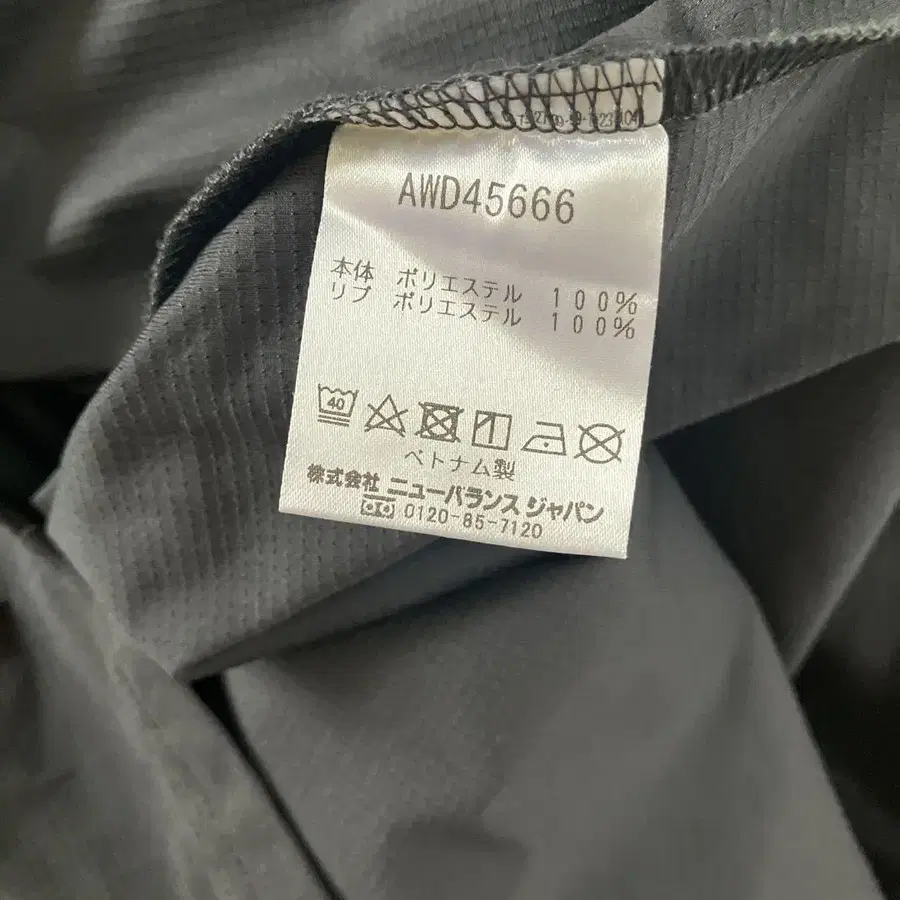 AWD45666
本体 ポリエステル 100%
リブ ポリエステル 100%
40
ベトナム製
株式会社 ニューバランス ジャパン
0120-85-7120